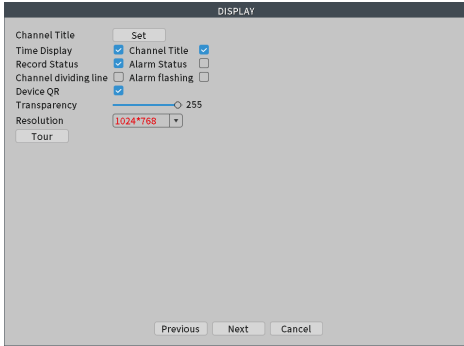 DISPLAY
Channel Title Set
Time Display Channel Title
Record Status Alarm Status
Channel dividing line Alarm flashing
Device QR
Transparency 255
Resolution 1024*768
Tour
Previous Next Cancel